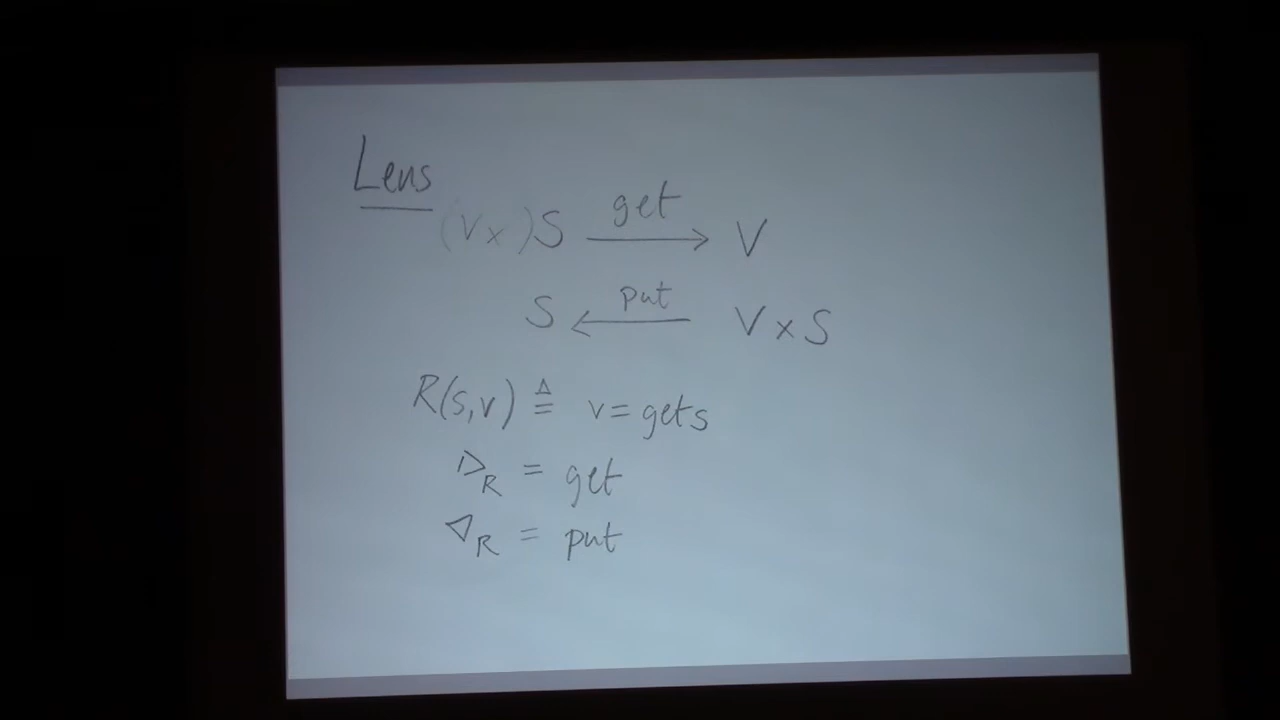 Lens
(V×)S get→ V
S ←put V×S
R(s,v) ≜ v = get s
▷R = get
◁R = put